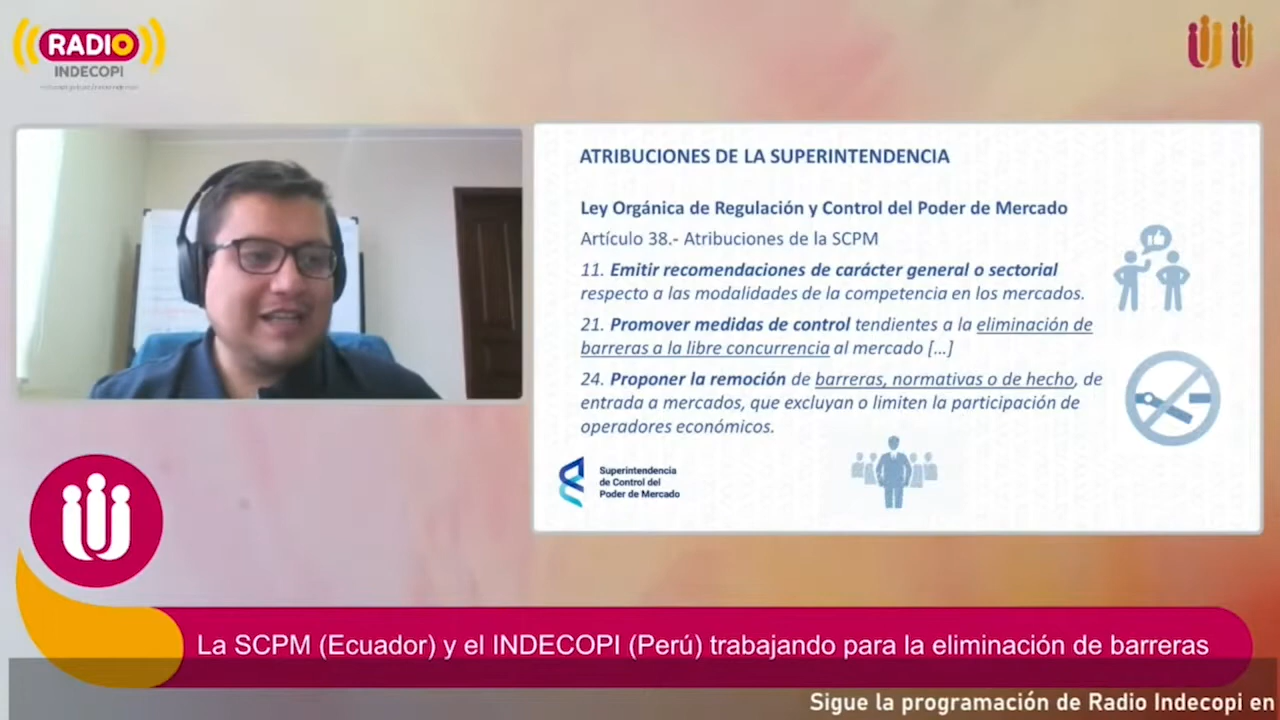 RADIO
INDECOPI
ATRIBUCIONES DE LA SUPERINTENDENCIA
Ley Orgánica de Regulación y Control del Poder de Mercado
Artículo 38.- Atribuciones de la SCPM
11. Emitir recomendaciones de carácter general o sectorial
respecto a las modalidades de la competencia en los mercados.
21. Promover medidas de control tendientes a la eliminación de
barreras a la libre concurrencia al mercado [...]
24. Proponer la remoción de barreras, normativas o de hecho, de
entrada a mercados, que excluyan o limiten la participación de
operadores económicos.
Superintendencia
de Control del
Poder de Mercado
La SCPM (Ecuador) y el INDECOPI (Perú) trabajando para la eliminación de barreras
Sigue la programación de Radio Indecopi en